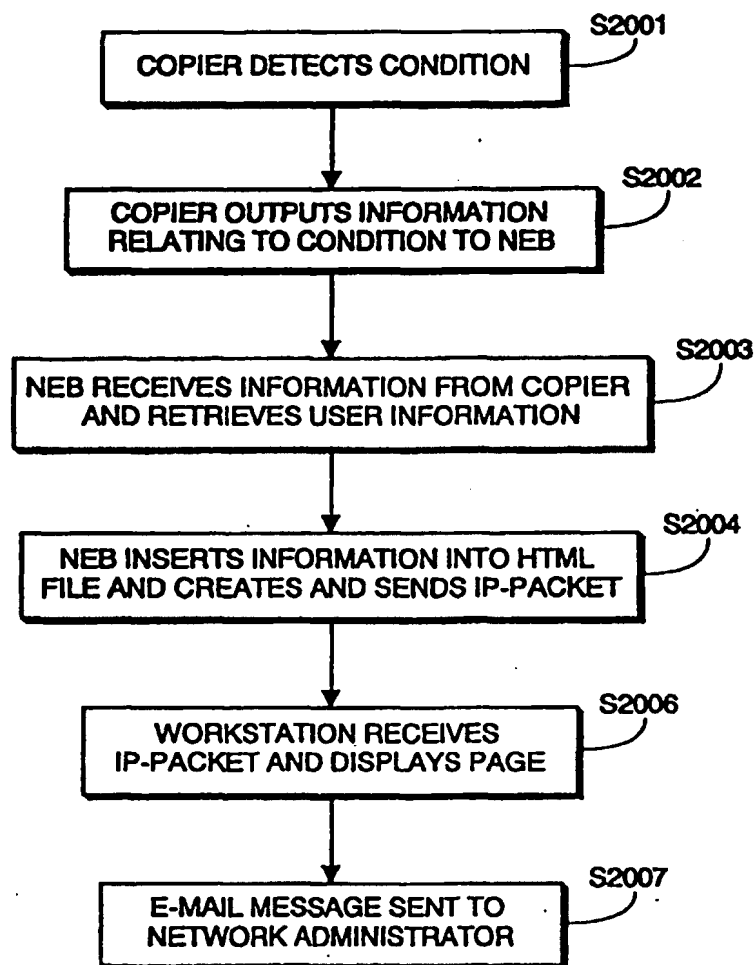 S2001
COPIER DETECTS CONDITION
S2002
COPIER OUTPUTS INFORMATION
RELATING TO CONDITION TO NEB
S2003
NEB RECEIVES INFORMATION FROM COPIER
AND RETRIEVES USER INFORMATION
S2004
NEB INSERTS INFORMATION INTO HTML
FILE AND CREATES AND SENDS IP-PACKET
S2006
WORKSTATION RECEIVES
IP-PACKET AND DISPLAYS PAGE
S2007
E-MAIL MESSAGE SENT TO
NETWORK ADMINISTRATOR